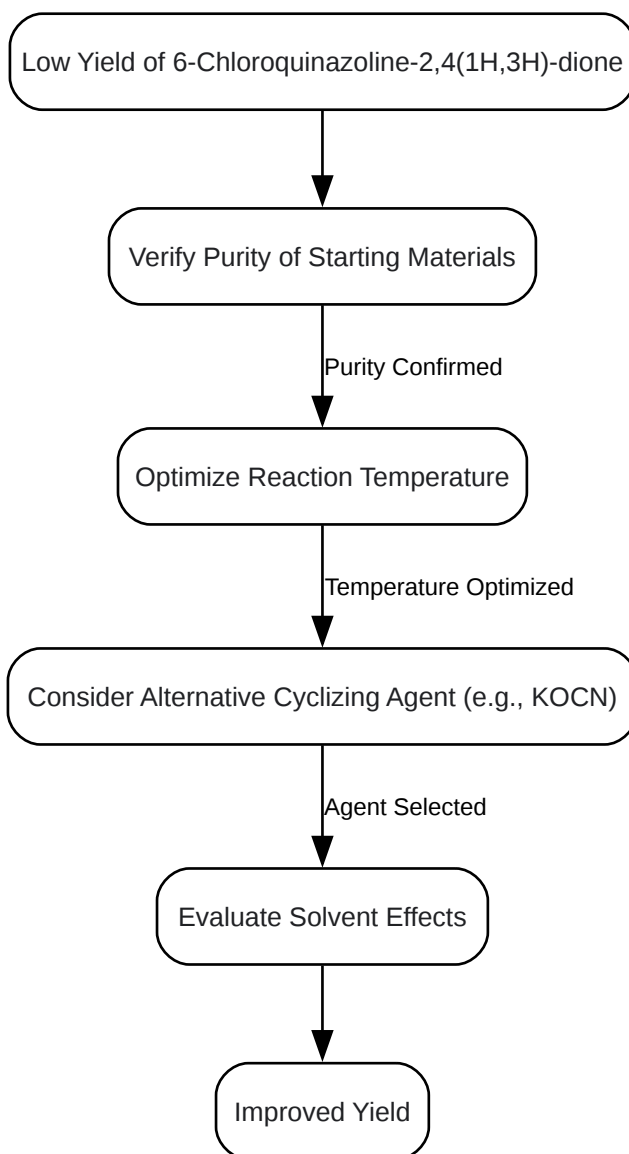 Low Yield of 6-Chloroquinazoline-2,4(1H,3H)-dione
Verify Purity of Starting Materials
Purity Confirmed
Optimize Reaction Temperature
Temperature Optimized
Consider Alternative Cyclizing Agent (e.g., KOCN)
Agent Selected
Evaluate Solvent Effects
Improved Yield